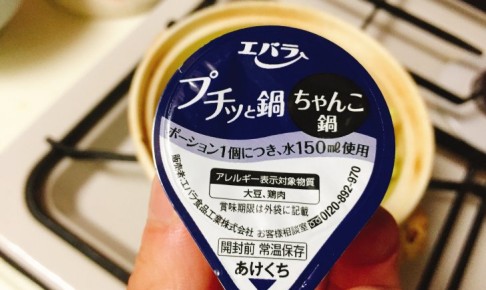 エバラ
プチッと鍋
ちゃんこ
鍋
ポーション1個につき、水150ml使用
アレルギー表示対象物質
大豆、鶏肉
賞味期限は外袋に記載
販売者:エバラ食品工業株式会社 お客様相談室 0120-892-970
開封前 常温保存
あけくち